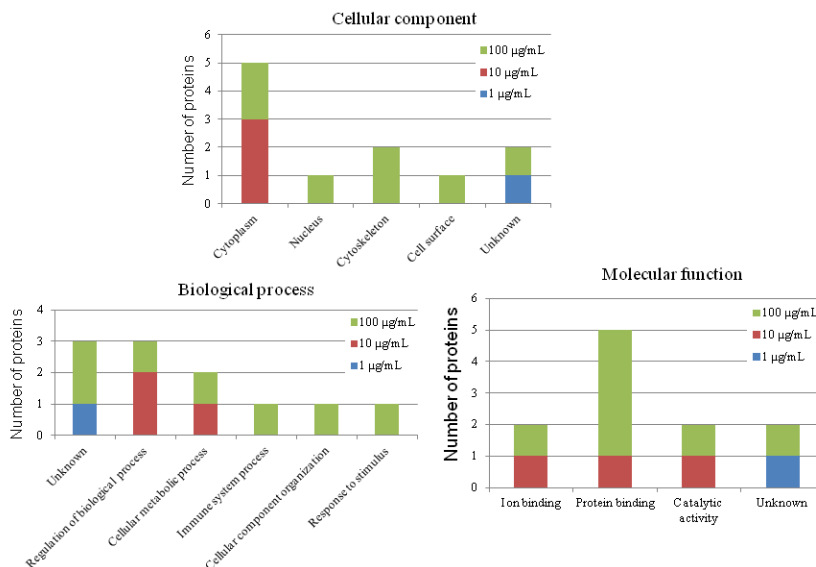 Cellular component
Number of proteins
6
5
4
3
2
1
0
100 µg/mL
10 µg/mL
1 µg/mL
Cytoplasm
Nucleus
Cytoskeleton
Cell surface
Unknown
Biological process
Number of proteins
4
3
2
1
0
100 µg/mL
10 µg/mL
1 µg/mL
Unknown
Regulation of biological process
Cellular metabolic process
Immune system process
Cellular component organization
Response to stimulus
Molecular function
Number of proteins
6
5
4
3
2
1
0
100 µg/mL
10 µg/mL
1 µg/mL
Ion binding
Protein binding
Catalytic
activity
Unknown